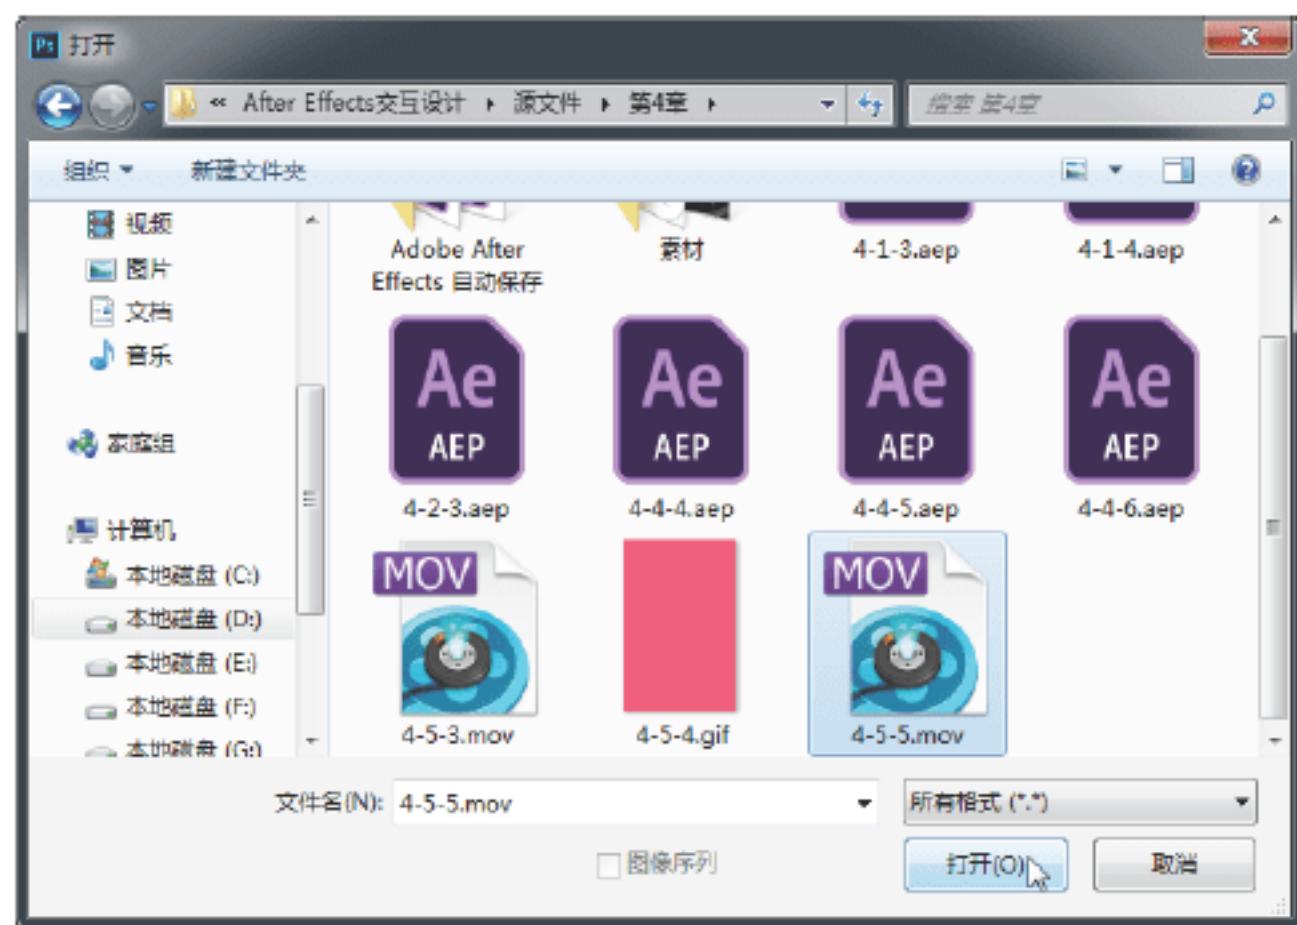 Ps 打开
« After Effects交互设计 ▸ 源文件 ▸ 第4章 ▸
搜索 第4章
组织 新建文件夹
视频
图片
文档
音乐
家庭组
计算机
本地磁盘 (C:)
本地磁盘 (D:)
本地磁盘 (E:)
本地磁盘 (F:)
本地磁盘 (G:)
Adobe After
Effects 自动保存
素材
4-1-3.aep
4-1-4.aep
Ae
AEP
4-2-3.aep
Ae
AEP
4-4-4.aep
Ae
AEP
4-4-5.aep
Ae
AEP
4-4-6.aep
MOV
4-5-3.mov
4-5-4.gif
MOV
4-5-5.mov
文件名(N): 4-5-5.mov
所有格式 (*.*)
图像序列
打开(O)
取消